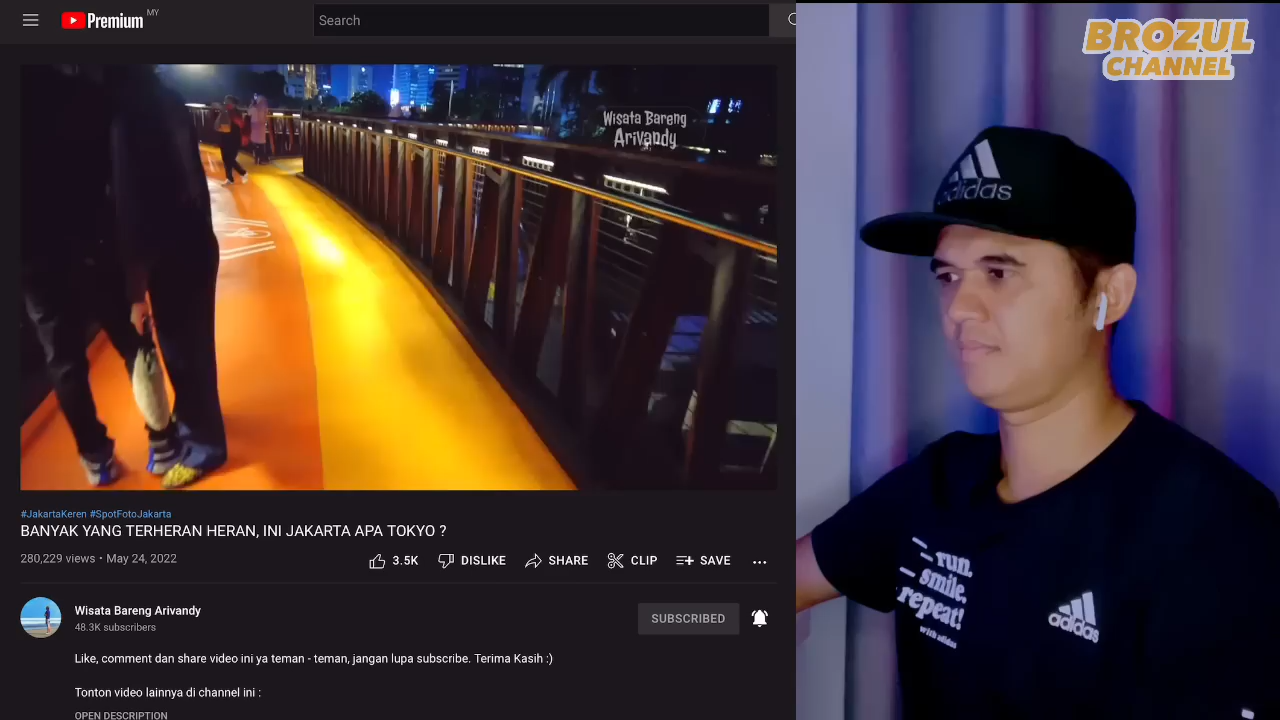 Premium MY
Search
BROZUL
CHANNEL
Wisata Bareng
Arivandy
adidas
#JakartaKeren #SpotFotoJakarta
BANYAK YANG TERHERAN HERAN, INI JAKARTA APA TOKYO ?
280,229 views • May 24, 2022
3.5K DISLIKE SHARE CLIP SAVE
Wisata Bareng Arivandy
48.3K subscribers
SUBSCRIBED
Like, comment dan share video ini ya teman - teman, jangan lupa subscribe. Terima Kasih :)
Tonton video lainnya di channel ini :
OPEN DESCRIPTION
run.
smile.
repeat!
with adidas
adidas